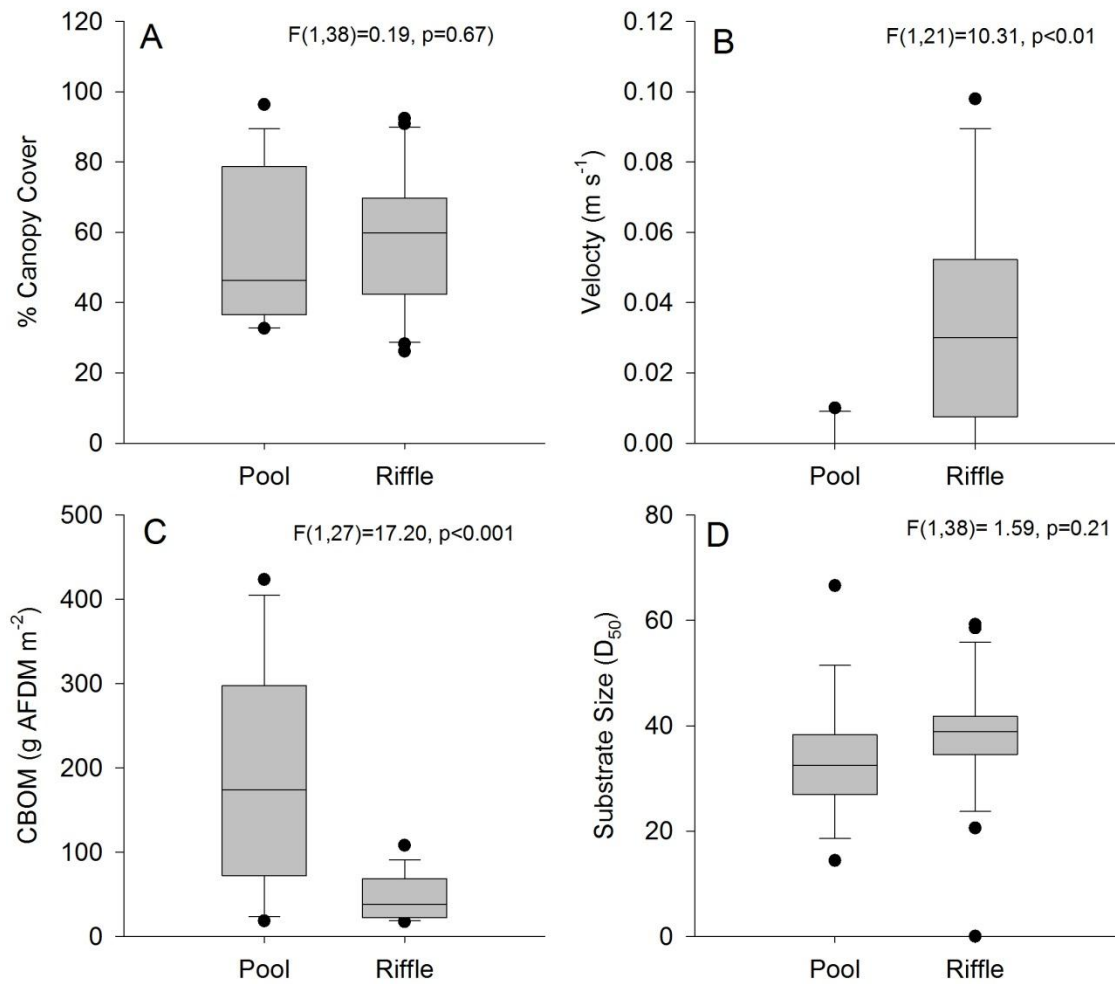 A
F(1,38)=0.19, p=0.67)
% Canopy Cover
120
100
80
60
40
20
0
Pool Riffle
B
F(1,21)=10.31, p<0.01
Velocty (m s⁻¹)
0.12
0.10
0.08
0.06
0.04
0.02
0.00
Pool Riffle
C
F(1,27)=17.20, p<0.001
CBOM (g AFDM m⁻²)
500
400
300
200
100
0
Pool Riffle
D
F(1,38)= 1.59, p=0.21
Substrate Size (D₅₀)
80
60
40
20
0
Pool Riffle